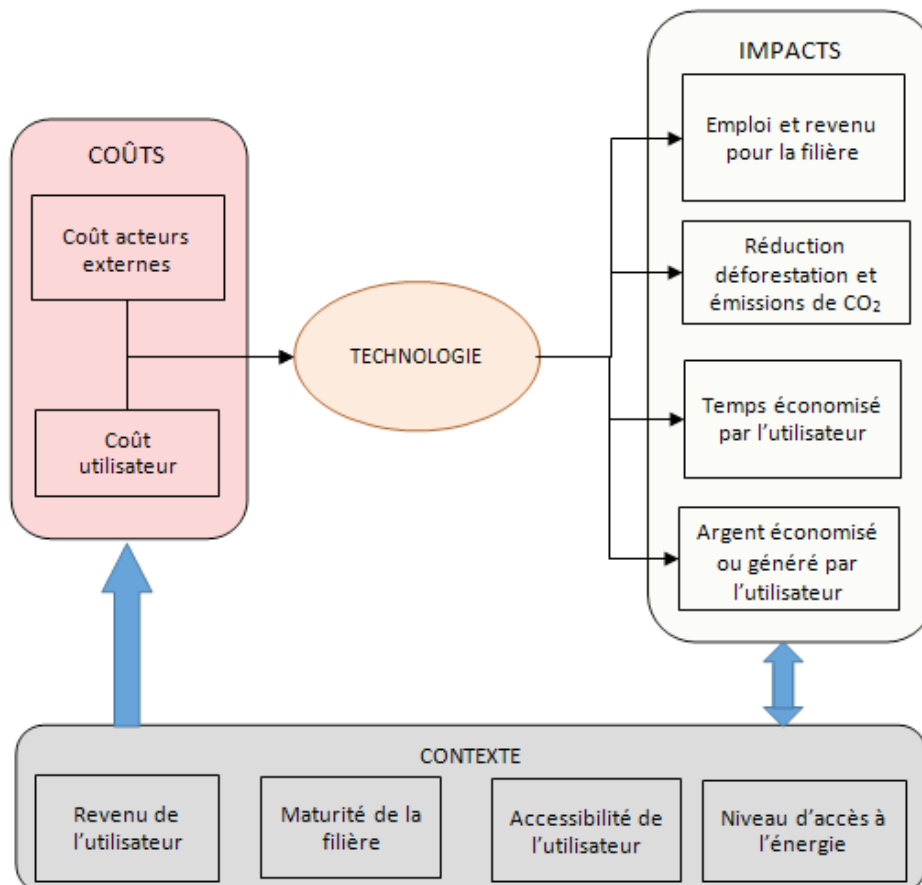 COÛTS
Coût acteurs
externes
Coût
utilisateur
TECHNOLOGIE
IMPACTS
Emploi et revenu
pour la filière
Réduction
déforestation et
émissions de CO₂
Temps économisé
par l'utilisateur
Argent économisé
ou généré par
l'utilisateur
CONTEXTE
Revenu de
l'utilisateur
Maturité de la
filière
Accessibilité de
l'utilisateur
Niveau d'accès à
l'énergie